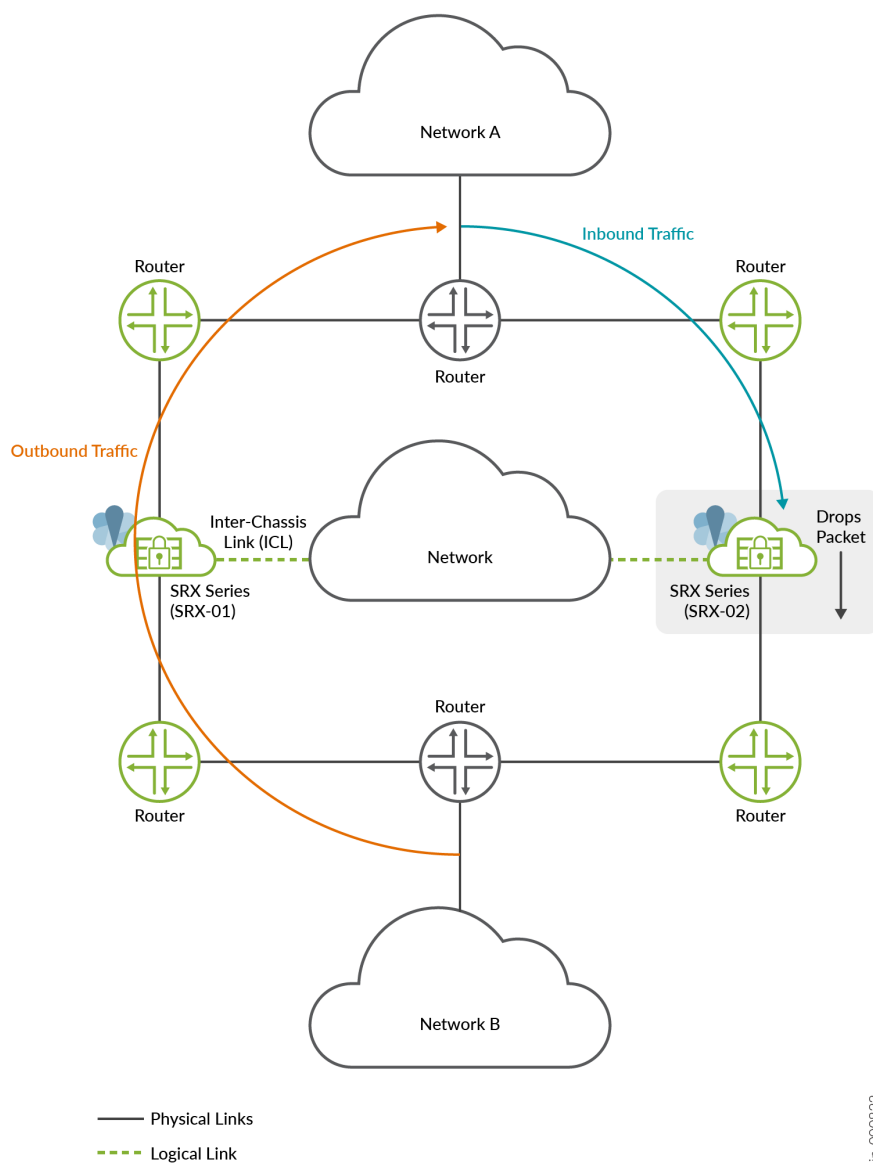 Network A
Inbound Traffic
Router
Router
Router
Outbound Traffic
Inter-Chassis
Link (ICL)
Network
Drops
Packet
SRX Series
(SRX-01)
SRX Series
(SRX-02)
Router
Router
Router
Network B
Physical Links
Logical Link